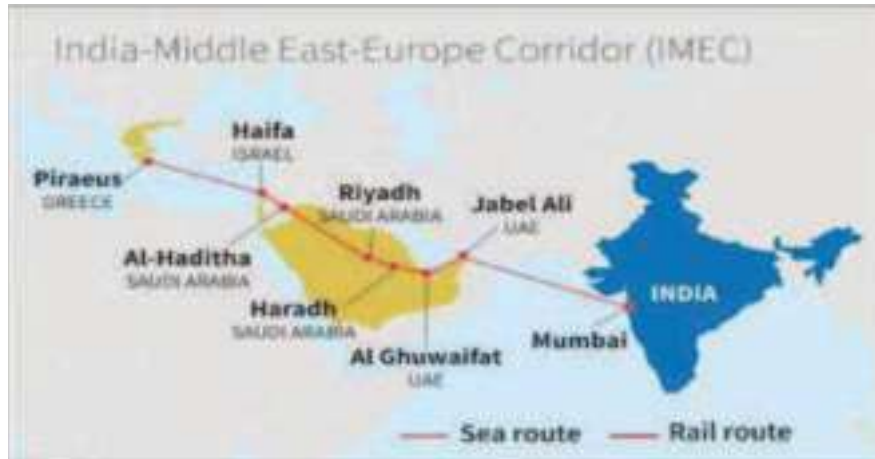 India-Middle East-Europe Corridor (IMEC)
Haifa
ISRAEL
Piraeus
GREECE
Riyadh
SAUDI ARABIA
Jabel Ali
UAE
Al-Haditha
SAUDI ARABIA
INDIA
Haradh
SAUDI ARABIA
Mumbai
Al Ghuwaifat
UAE
Sea route Rail route